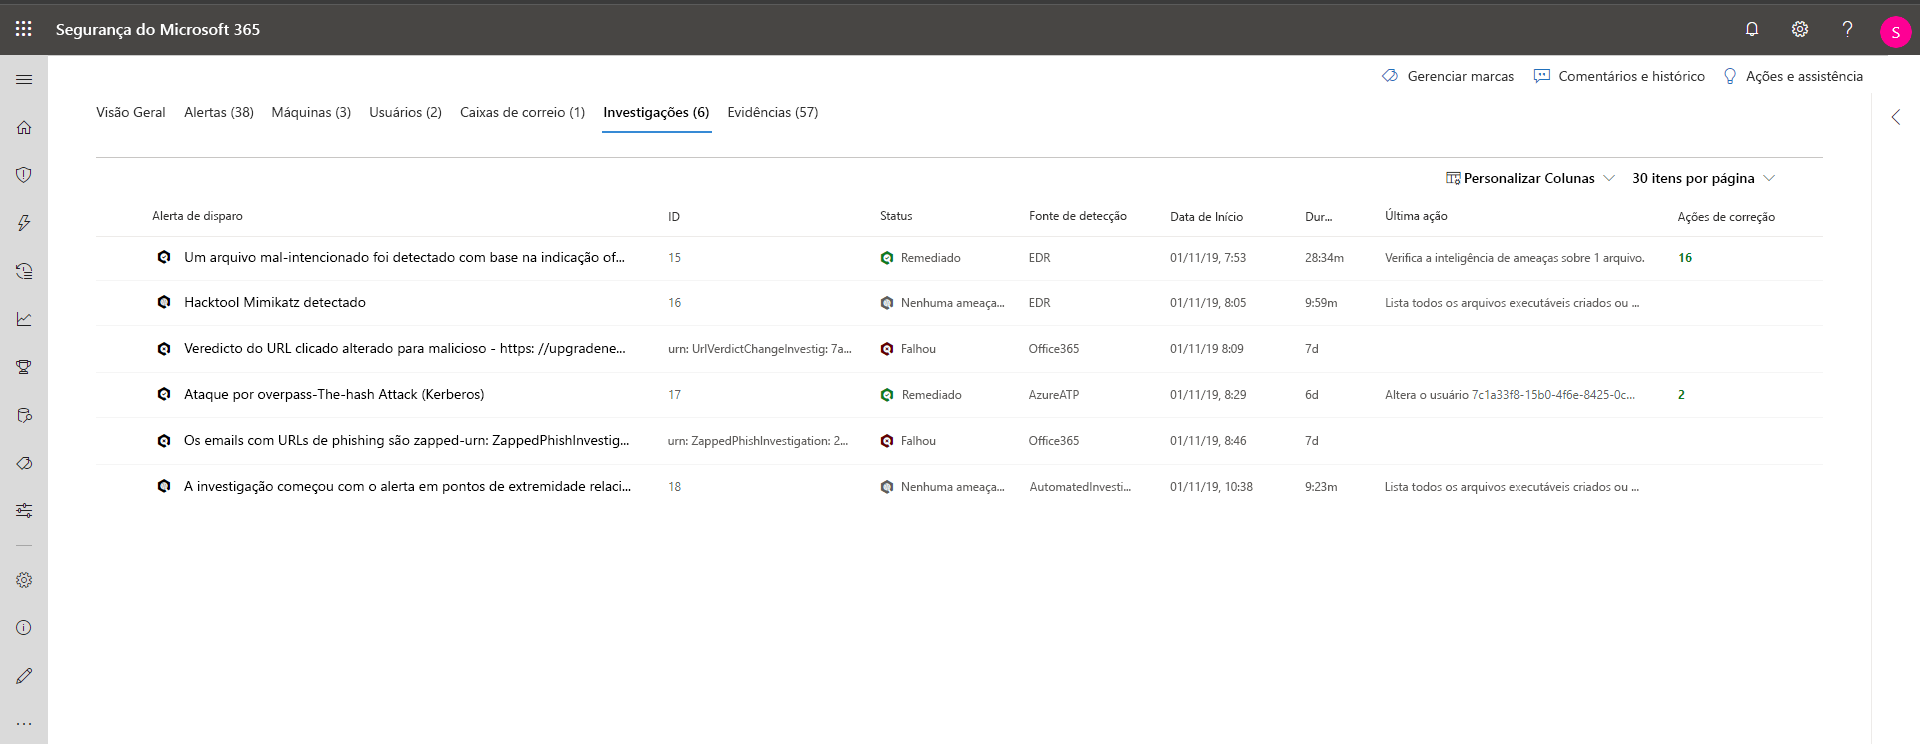 Segurança do Microsoft 365
S
Gerenciar marcas Comentários e histórico Ações e assistência
Visão Geral Alertas (38) Máquinas (3) Usuários (2) Caixas de correio (1) Investigações (6) Evidências (57)
Personalizar Colunas 30 itens por página
Alerta de disparo ID Status Fonte de detecção Data de Início Dur... Última ação Ações de correção
Um arquivo mal-intencionado foi detectado com base na indicação of... 15 Remediado EDR 01/11/19, 7:53 28:34m Verifica a inteligência de ameaças sobre 1 arquivo. 16
Hacktool Mimikatz detectado 16 Nenhuma ameaça... EDR 01/11/19, 8:05 9:59m Lista todos os arquivos executáveis criados ou ...
Veredicto do URL clicado alterado para malicioso - https: //upgradene... urn: UrlVerdictChangeInvestig: 7a... Falhou Office365 01/11/19 8:09 7d
Ataque por overpass-The-hash Attack (Kerberos) 17 Remediado AzureATP 01/11/19, 8:29 6d Altera o usuário 7c1a33f8-15b0-4f6e-8425-0c... 2
Os emails com URLs de phishing são zapped-urn: ZappedPhishInvestig... urn: ZappedPhishInvestigation: 2... Falhou Office365 01/11/19, 8:46 7d
A investigação começou com o alerta em pontos de extremidade relaci... 18 Nenhuma ameaça... AutomatedInvesti... 01/11/19, 10:38 9:23m Lista todos os arquivos executáveis criados ou ...